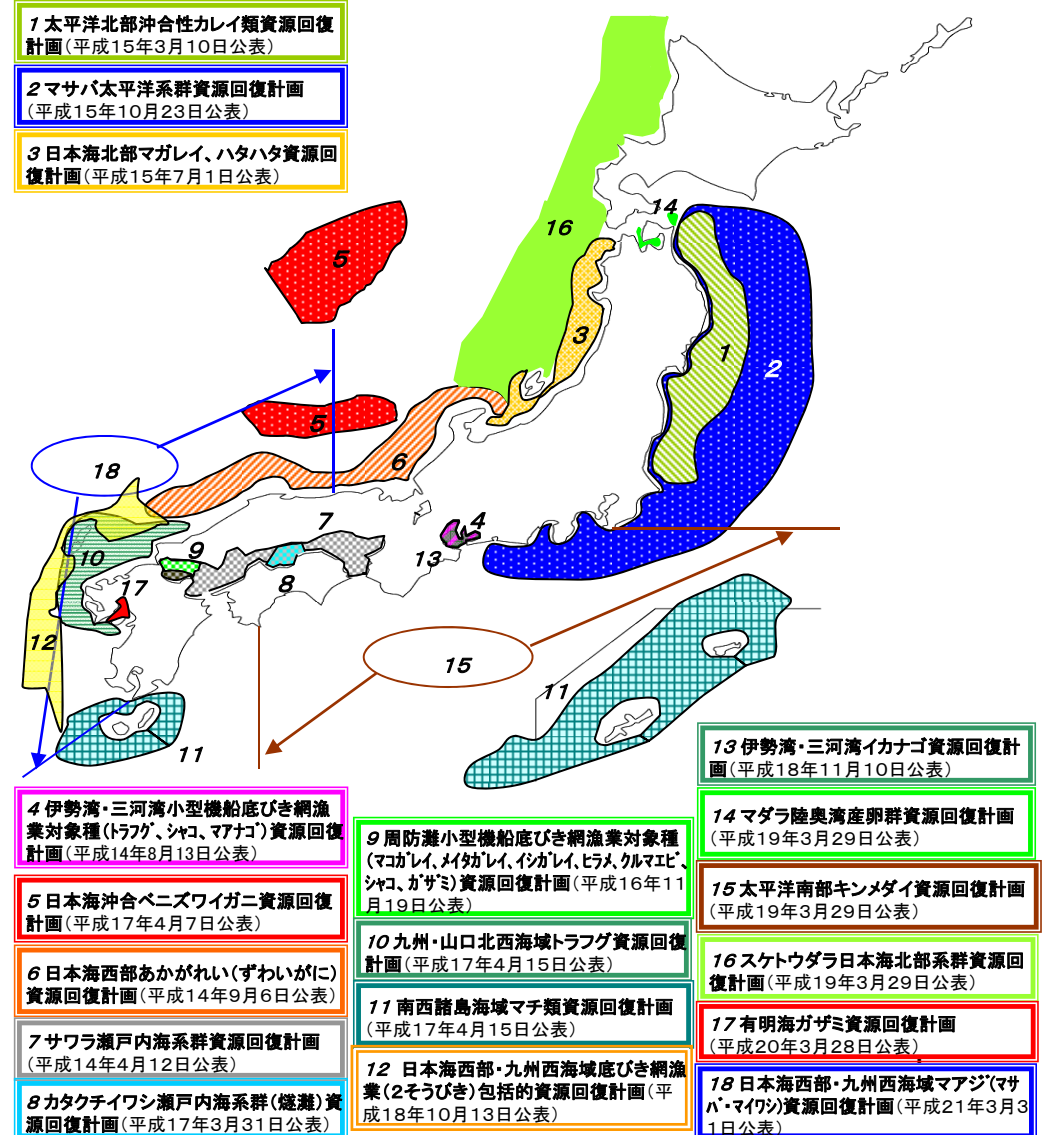 1 太平洋北部沖合性カレイ類資源回復
計画(平成15年3月10日公表)
2 マサバ太平洋系群資源回復計画
(平成15年10月23日公表)
3 日本海北部マガレイ、ハタハタ資源回
復計画(平成15年7月1日公表)
14
16
5
3
1
2
5
6
18
7
4
10
9
13
8
17
12
15
11
11
4 伊勢湾・三河湾小型機船底びき網漁
業対象種(トラフグ、シャコ、マアナゴ)資源回復
計画(平成14年8月13日公表)
5 日本海沖合ベニズワイガニ資源回復
計画(平成17年4月7日公表)
6 日本海西部あかがれい(ずわいがに)
資源回復計画(平成14年9月6日公表)
7 サワラ瀬戸内海系群資源回復計画
(平成14年4月12日公表)
8 カタクチイワシ瀬戸内海系群(燧灘)資
源回復計画(平成17年3月31日公表)
9 周防灘小型機船底びき網漁業対象種
(マコガレイ、メイタガレイ、イシガレイ、ヒラメ、クルマエビ、
シャコ、ガザミ)資源回復計画(平成16年11
月19日公表)
10 九州・山口北西海域トラフグ資源回復
計画(平成17年4月15日公表)
11 南西諸島海域マチ類資源回復計画
(平成17年4月15日公表)
12 日本海西部・九州西海域底びき網漁
業(2そうびき)包括的資源回復計画(平
成18年10月13日公表)
13 伊勢湾・三河湾イカナゴ資源回復計
画(平成18年11月10日公表)
14 マダラ陸奥湾産卵群資源回復計画
(平成19年3月29日公表)
15 太平洋南部キンメダイ資源回復計画
(平成19年3月29日公表)
16 スケトウダラ日本海北部系群資源回
復計画(平成19年3月29日公表)
17 有明海ガザミ資源回復計画
(平成20年3月28日公表)
18 日本海西部・九州西海域マアジ(マサ
バ・マイワシ)資源回復計画(平成21年3月3
1日公表)